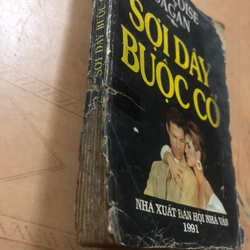 SAGAN
SỢI DÂY
BUỘC CỔ
NHÀ XUẤT BẢN HỘI NHÀ VĂN
1991